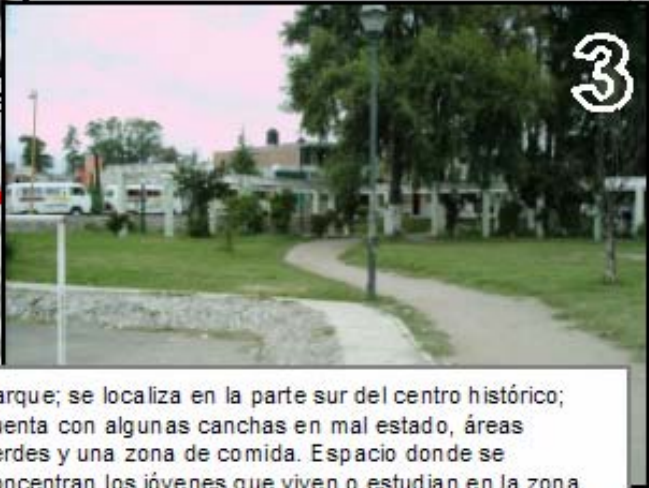 3
arque; se localiza en la parte sur del centro histórico;
uenta con algunas canchas en mal estado, áreas
erdes y una zona de comida. Espacio donde se
oncentran los jóvenes que viven o estudian en la zona